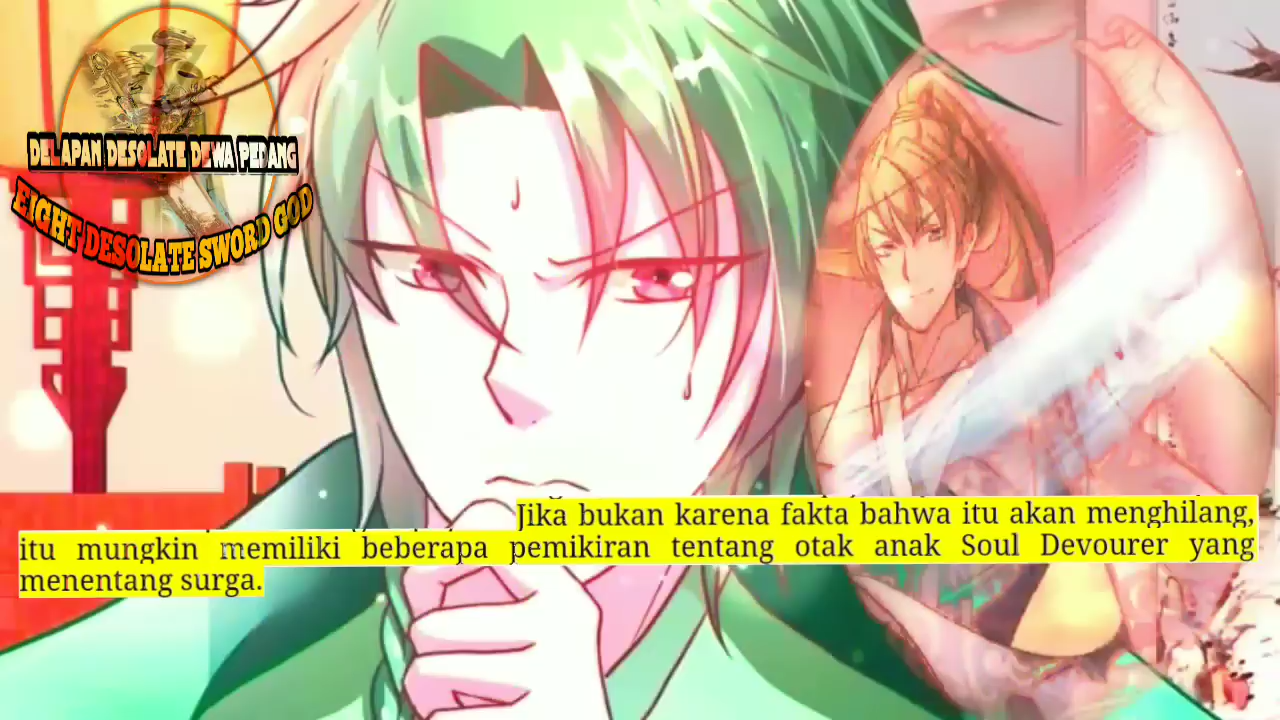 DELAPAN DESOLATE DEWA PEDANG
EIGHT DESOLATE SWORD GOD
Jika bukan karena fakta bahwa itu akan menghilang,
itu mungkin memiliki beberapa pemikiran tentang otak anak Soul Devourer yang
menentang surga.